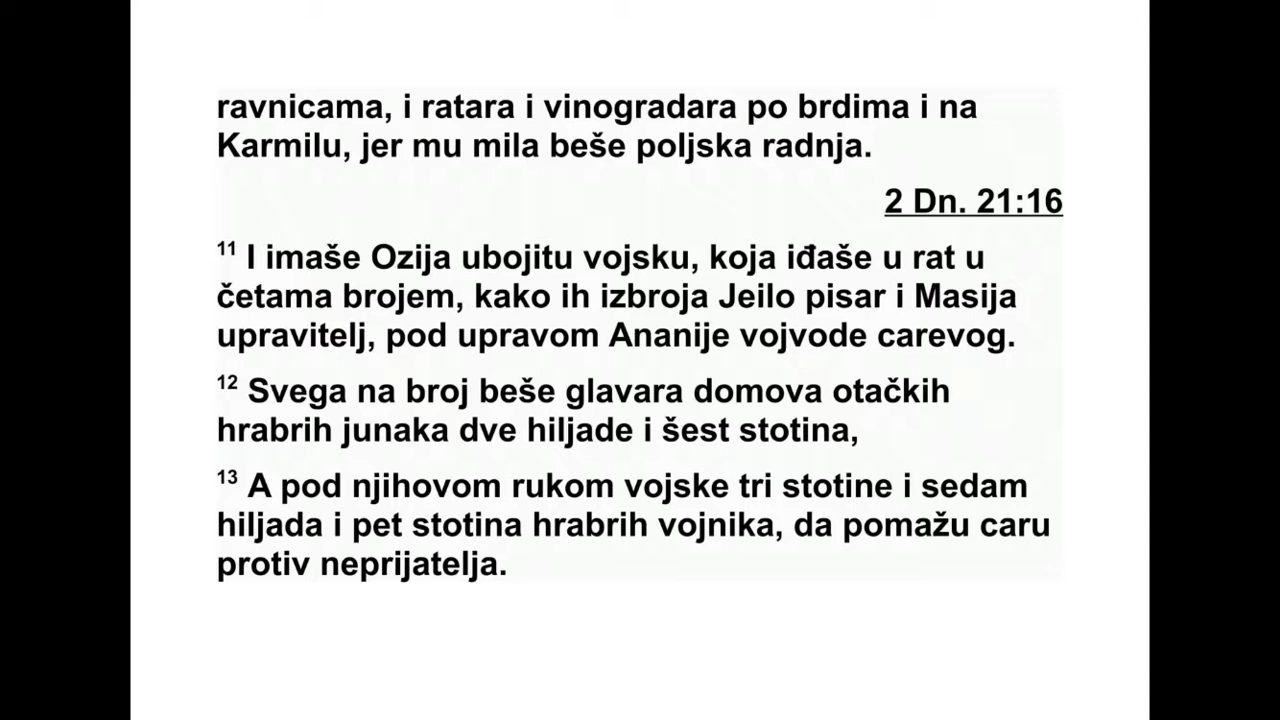 ravnicama, i ratara i vinogradara po brdima i na
Karmilu, jer mu mila beše poljska radnja.
2 Dn. 21:16
11 I imaše Ozija ubojitu vojsku, koja iđaše u rat u
četama brojem, kako ih izbroja Jeilo pisar i Masija
upravitelj, pod upravom Ananije vojvode carevog.
12 Svega na broj beše glavara domova otačkih
hrabrih junaka dve hiljade i šest stotina,
13 A pod njihovom rukom vojske tri stotine i sedam
hiljada i pet stotina hrabrih vojnika, da pomažu caru
protiv neprijatelja.